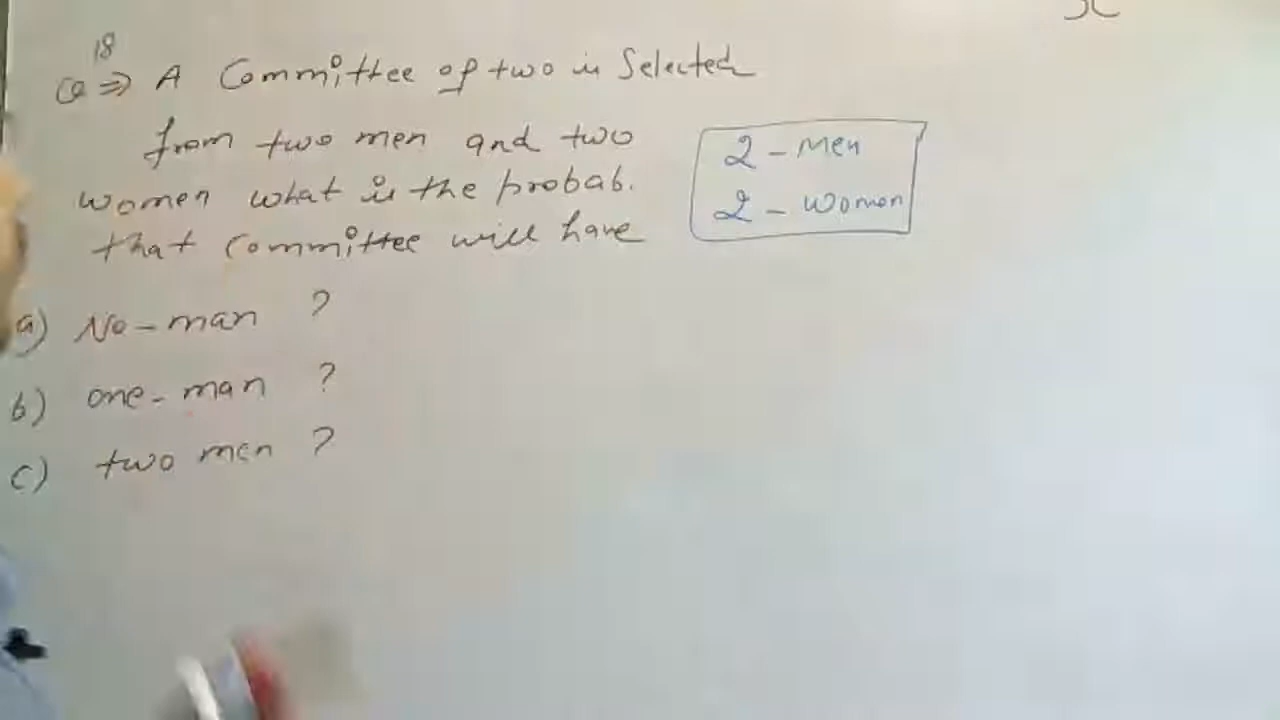 18
Q ⇒ A Committee of two is Selected
from two men and two
women what is the probab.
that committee will have
2 - Men
2 - women
a) No - man ?
b) one - man ?
c) two men ?